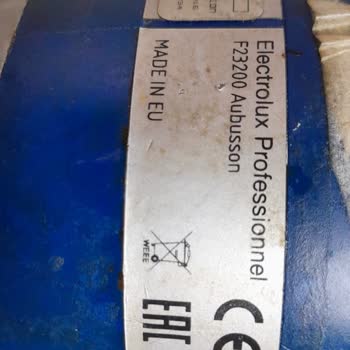 Electrolux Professionnel
F23200 Aubusson
MADE IN EU
WEEE
CE
EAC